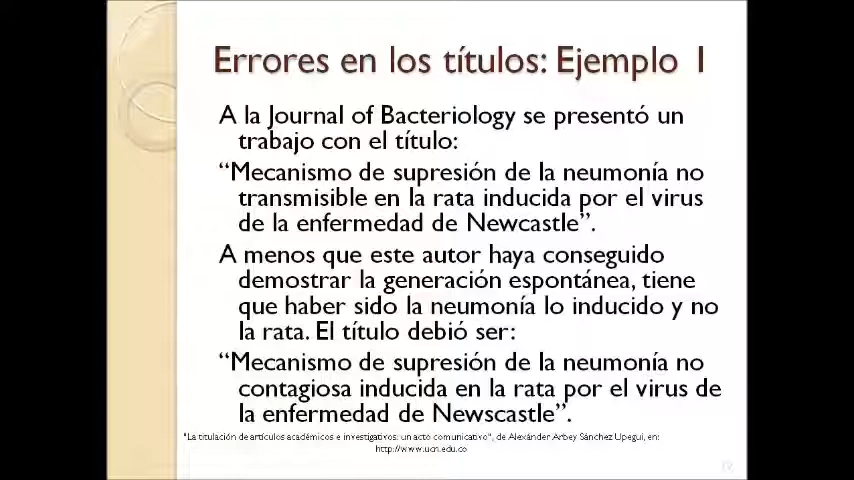 Errores en los títulos: Ejemplo 1
A la Journal of Bacteriology se presentó un
trabajo con el título:
“Mecanismo de supresión de la neumonía no
transmisible en la rata inducida por el virus
de la enfermedad de Newcastle”.
A menos que este autor haya conseguido
demostrar la generación espontánea, tiene
que haber sido la neumonía lo inducido y no
la rata. El título debió ser:
“Mecanismo de supresión de la neumonía no
contagiosa inducida en la rata por el virus de
la enfermedad de Newscastle”.
"La titulación de artículos académicos e investigativos: un acto comunicativo", de Alexánder Arbey Sánchez Upegui, en:
http://www.ucn.edu.co